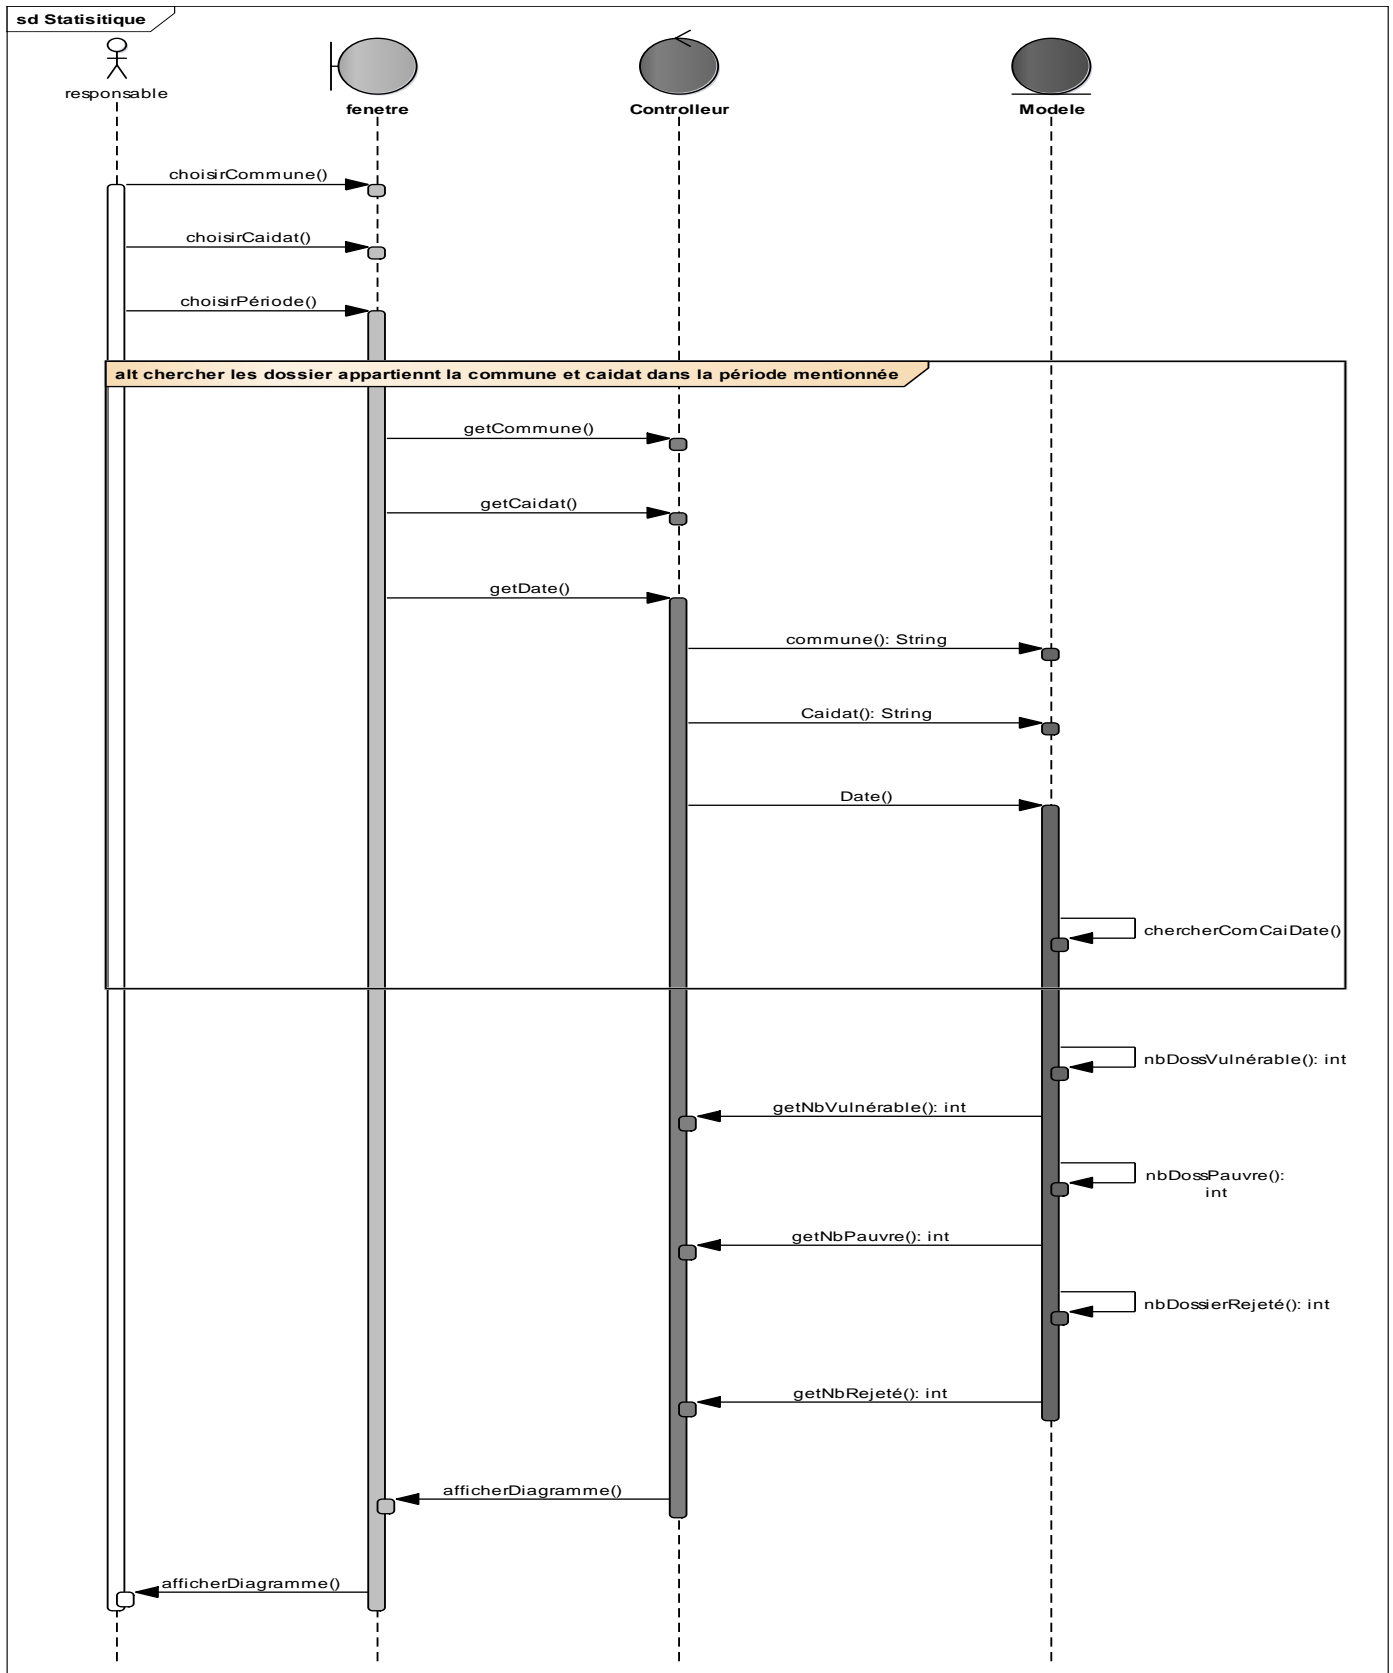 sd Statisitique
responsable
fenetre
Controlleur
Modele
choisirCommune()
choisirCaidat()
choisirPériode()
alt chercher les dossier appartiennt la commune et caidat dans la période mentionnée
getCommune()
getCaidat()
getDate()
commune(): String
Caidat(): String
Date()
chercherComCaiDate()
nbDossVulnérable(): int
getNbVulnérable(): int
nbDossPauvre():
int
getNbPauvre(): int
nbDossierRejeté(): int
getNbRejeté(): int
afficherDiagramme()
afficherDiagramme()